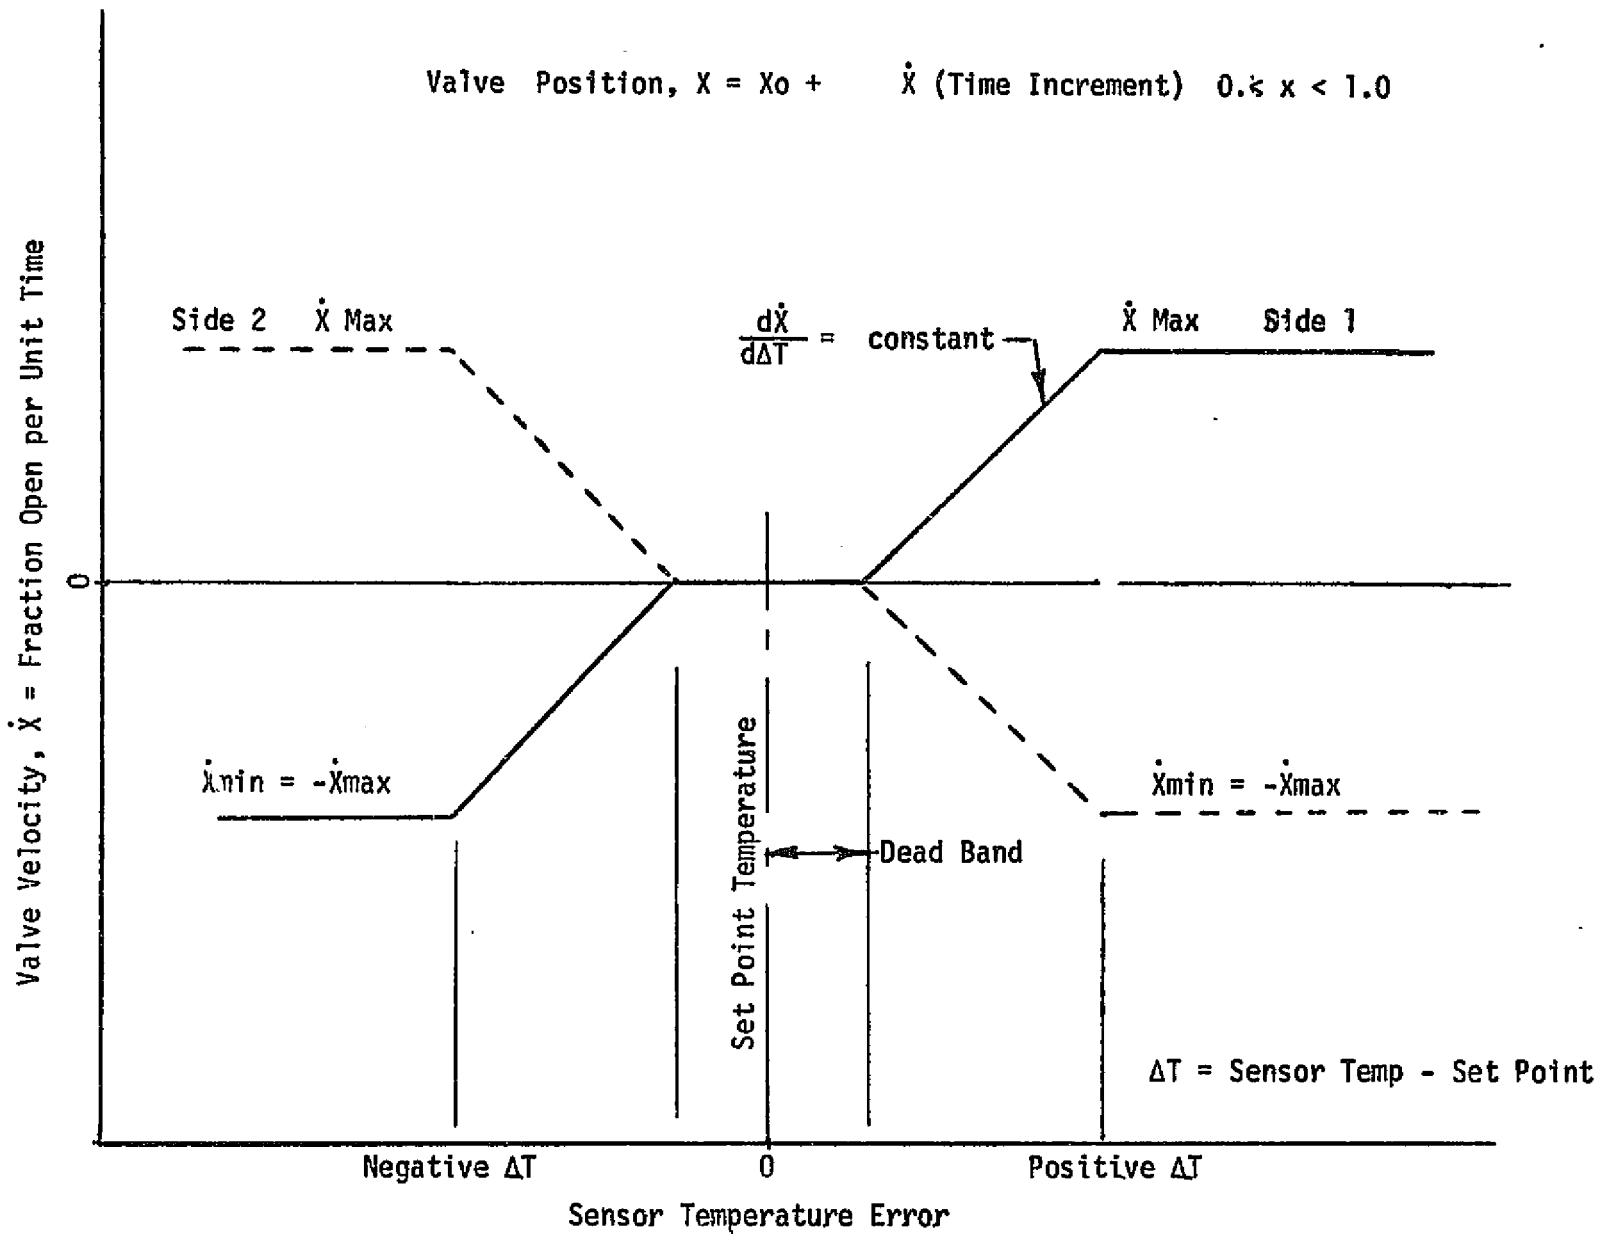 Valve Position, X = Xo + Ẋ (Time Increment) 0.< x < 1.0
Side 2 Ẋ Max
dẊ/dΔT = constant
Ẋ Max Side 1
Valve Velocity, Ẋ = Fraction Open per Unit Time
0
Ẋmin = -Ẋmax
Set Point Temperature
Ẋmin = -Ẋmax
Dead Band
ΔT = Sensor Temp - Set Point
Negative ΔT
0
Positive ΔT
Sensor Temperature Error